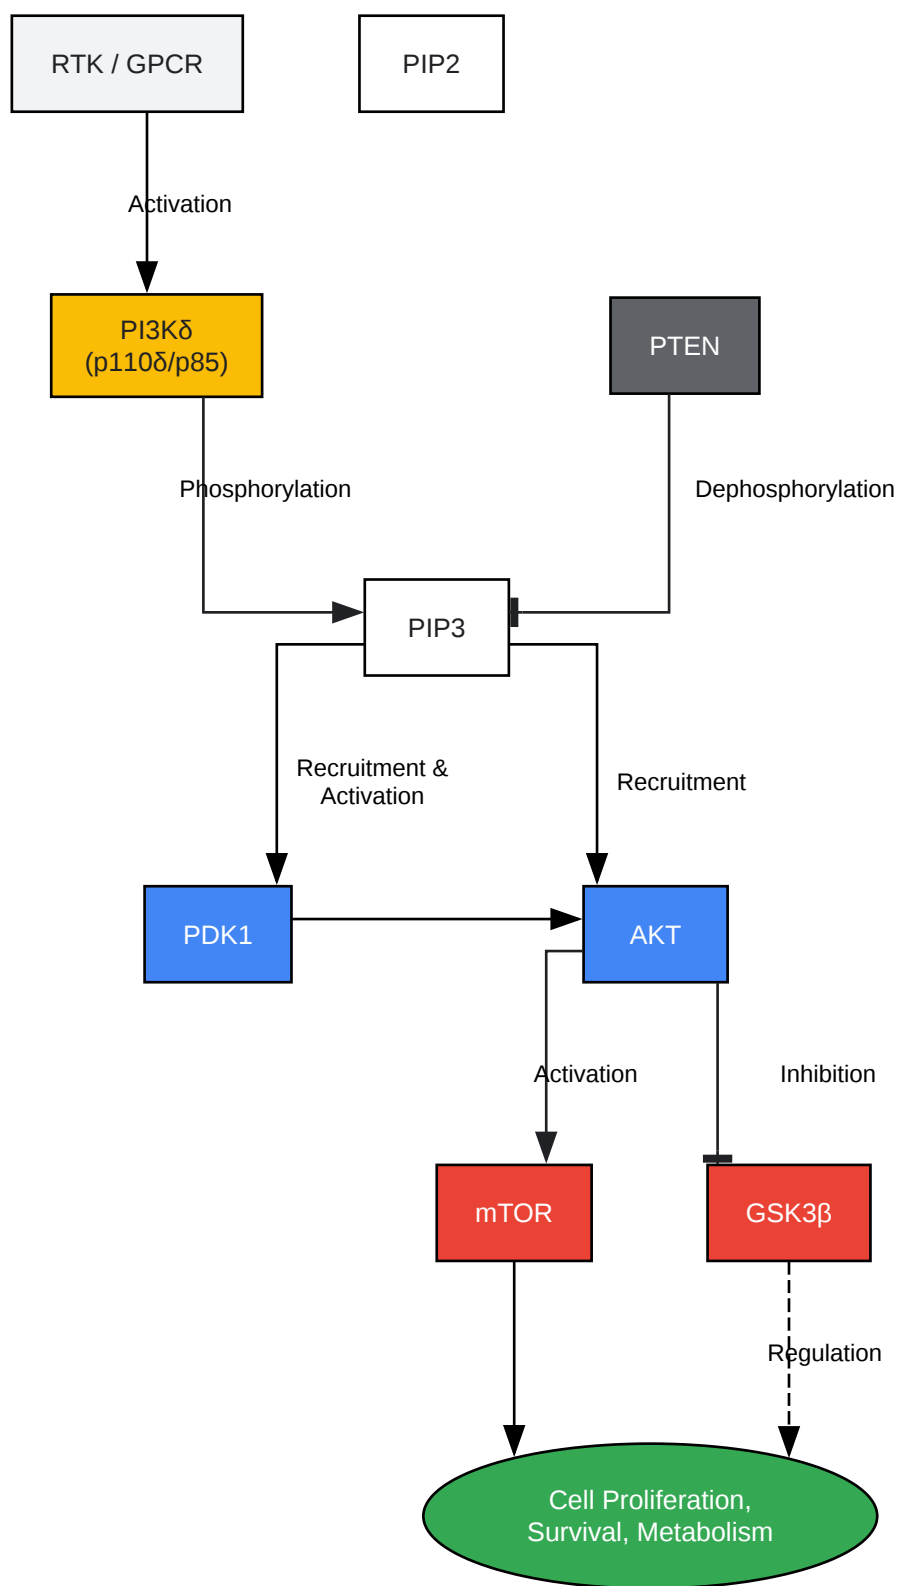 RTK / GPCR
PIP2
Activation
PI3Kδ
(p110δ/p85)
PTEN
Phosphorylation
Dephosphorylation
PIP3
Recruitment &
Activation
Recruitment
PDK1
AKT
Activation
Inhibition
mTOR
GSK3β
Regulation
Cell Proliferation,
Survival, Metabolism